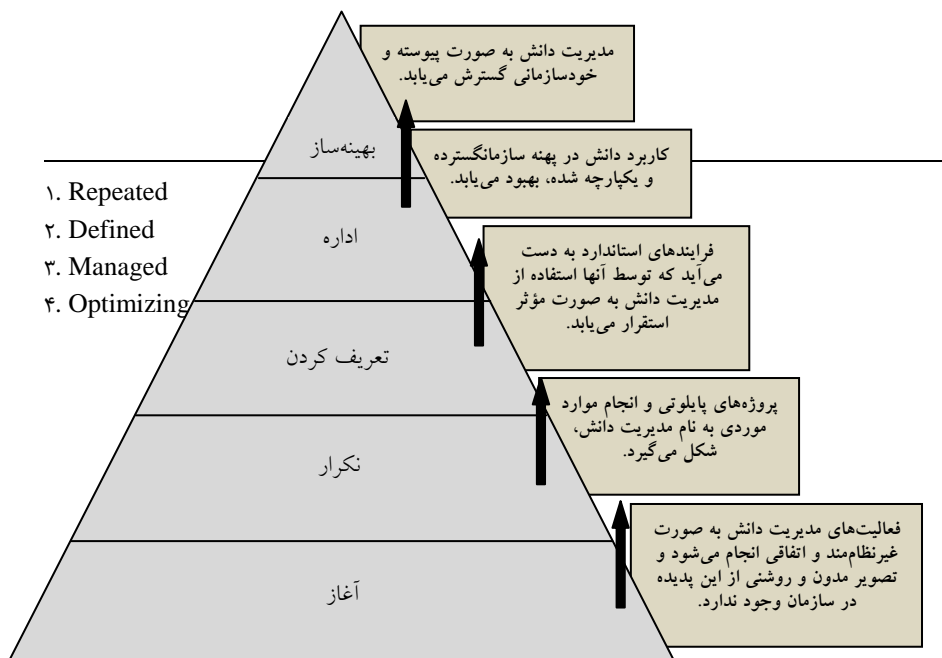 مدیریت دانش به صورت پیوسته و
خودسازمانی گسترش می‌یابد.
بهینه‌ساز
کاربرد دانش در پهنه سازمانگسترده
و یکپارچه شده، بهبود می‌یابد.
۱. Repeated
۲. Defined
۳. Managed
۴. Optimizing
اداره
فرایندهای استاندارد به دست
می‌آید که توسط آنها استفاده از
مدیریت دانش به صورت مؤثر
استقرار می‌یابد.
تعریف کردن
پروژه‌های پایلوتی و انجام موارد
موردی به نام مدیریت دانش،
شکل می‌گیرد.
نکرار
فعالیت‌های مدیریت دانش به صورت
غیرنظام‌مند و اتفاقی انجام می‌شود و
تصویر مدون و روشنی از این پدیده
در سازمان وجود ندارد.
آغاز